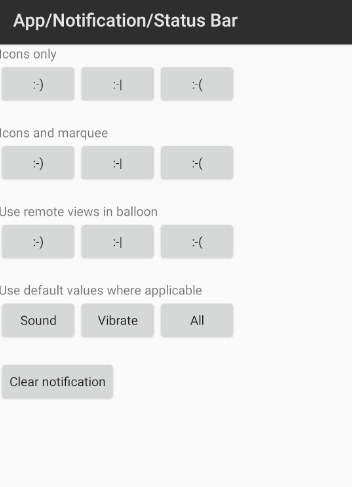 App/Notification/Status Bar
Icons only
:-) :-| :-(
Icons and marquee
:-) :-| :-(
Use remote views in balloon
:-) :-| :-(
Use default values where applicable
Sound Vibrate All
Clear notification